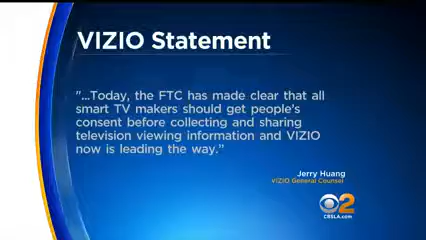 VIZIO Statement
"...Today, the FTC has made clear that all
smart TV makers should get people's
consent before collecting and sharing
television viewing information and VIZIO
now is leading the way.”
Jerry Huang
VIZIO General Counsel
2
CBSLA.com